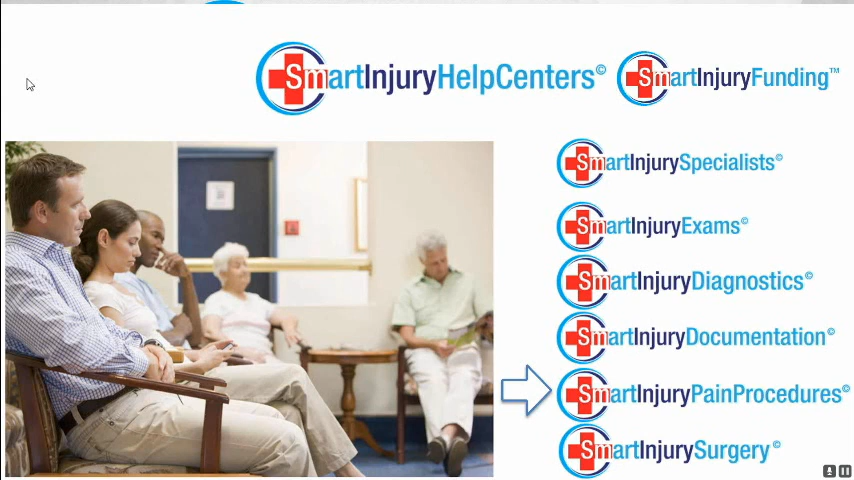 SmartInjuryHelpCenters©
SmartInjuryFunding™
SmartInjurySpecialists©
SmartInjuryExams©
SmartInjuryDiagnostics©
SmartInjuryDocumentation©
SmartInjuryPainProcedures©
SmartInjurySurgery©